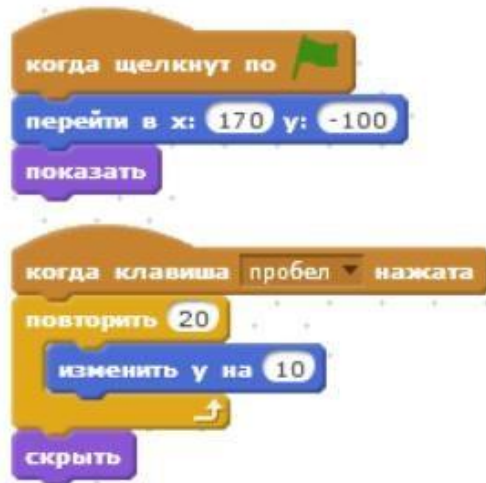 когда щелкнут по
перейти в x: 170 y: -100
показать
когда клавиша пробел нажата
повторить 20
изменить y на 10
скрыть